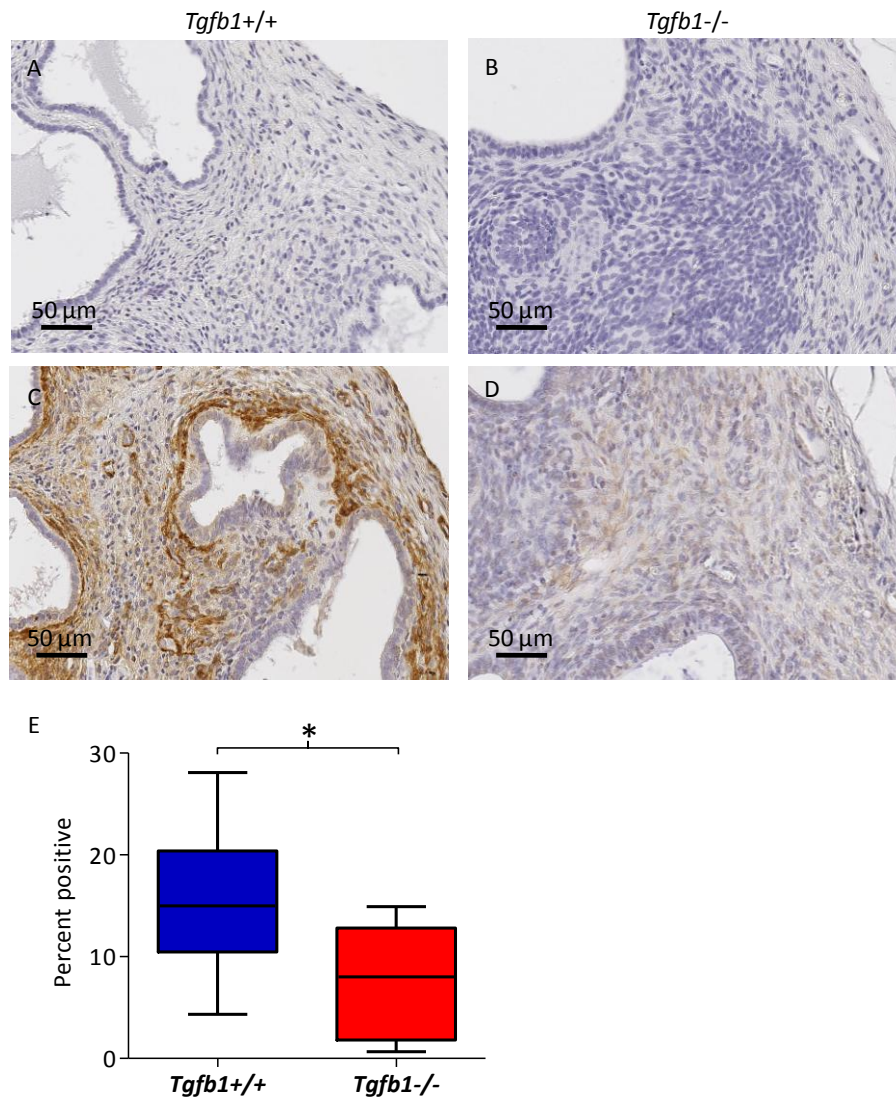 Tgfb1+/+ Tgfb1-/-
A B
50 µm 50 µm
C D
50 µm 50 µm
E
*
30
20
10
0
Percent positive
Tgfb1+/+ Tgfb1-/-